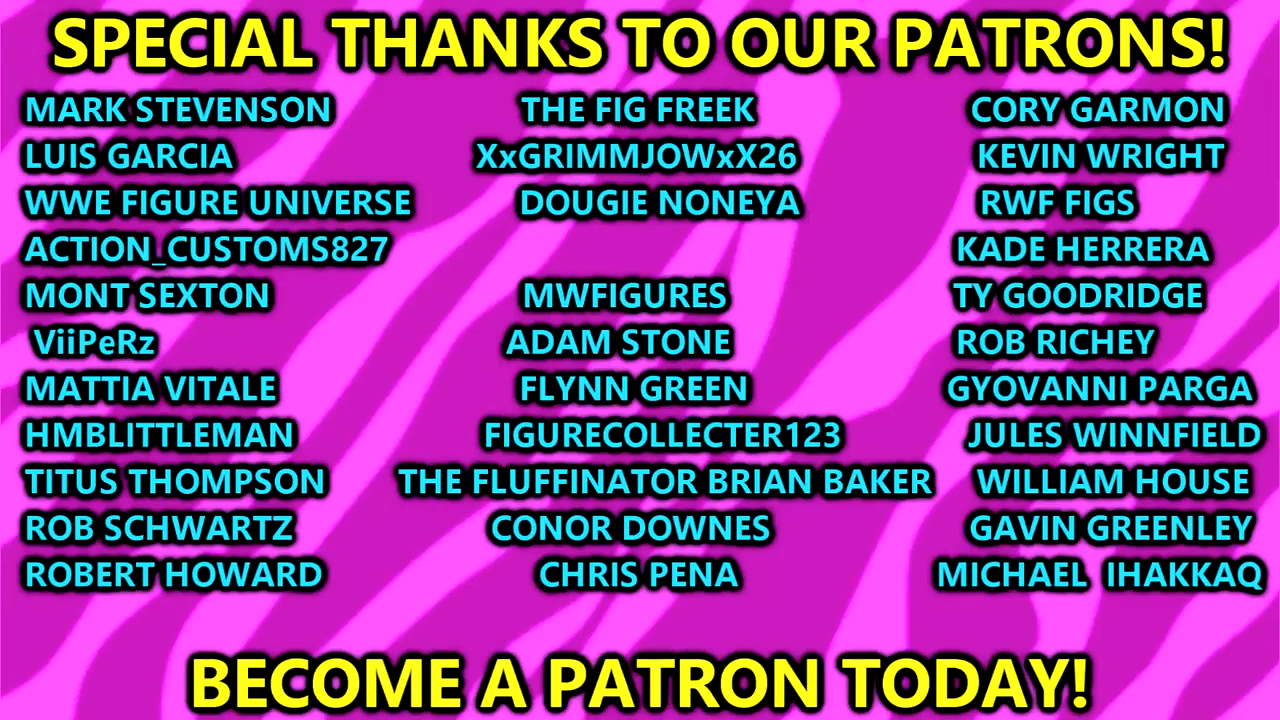 SPECIAL THANKS TO OUR PATRONS!
MARK STEVENSON THE FIG FREEK CORY GARMON
LUIS GARCIA XxGRIMMJOWxX26 KEVIN WRIGHT
WWE FIGURE UNIVERSE DOUGIE NONEYA RWF FIGS
ACTION_CUSTOMS827 KADE HERRERA
MONT SEXTON MWFIGURES TY GOODRIDGE
ViiPeRz ADAM STONE ROB RICHEY
MATTIA VITALE FLYNN GREEN GYOVANNI PARGA
HMBLITTLEMAN FIGURECOLLECTER123 JULES WINNFIELD
TITUS THOMPSON THE FLUFFINATOR BRIAN BAKER WILLIAM HOUSE
ROB SCHWARTZ CONOR DOWNES GAVIN GREENLEY
ROBERT HOWARD CHRIS PENA MICHAEL IHAKKAQ
BECOME A PATRON TODAY!